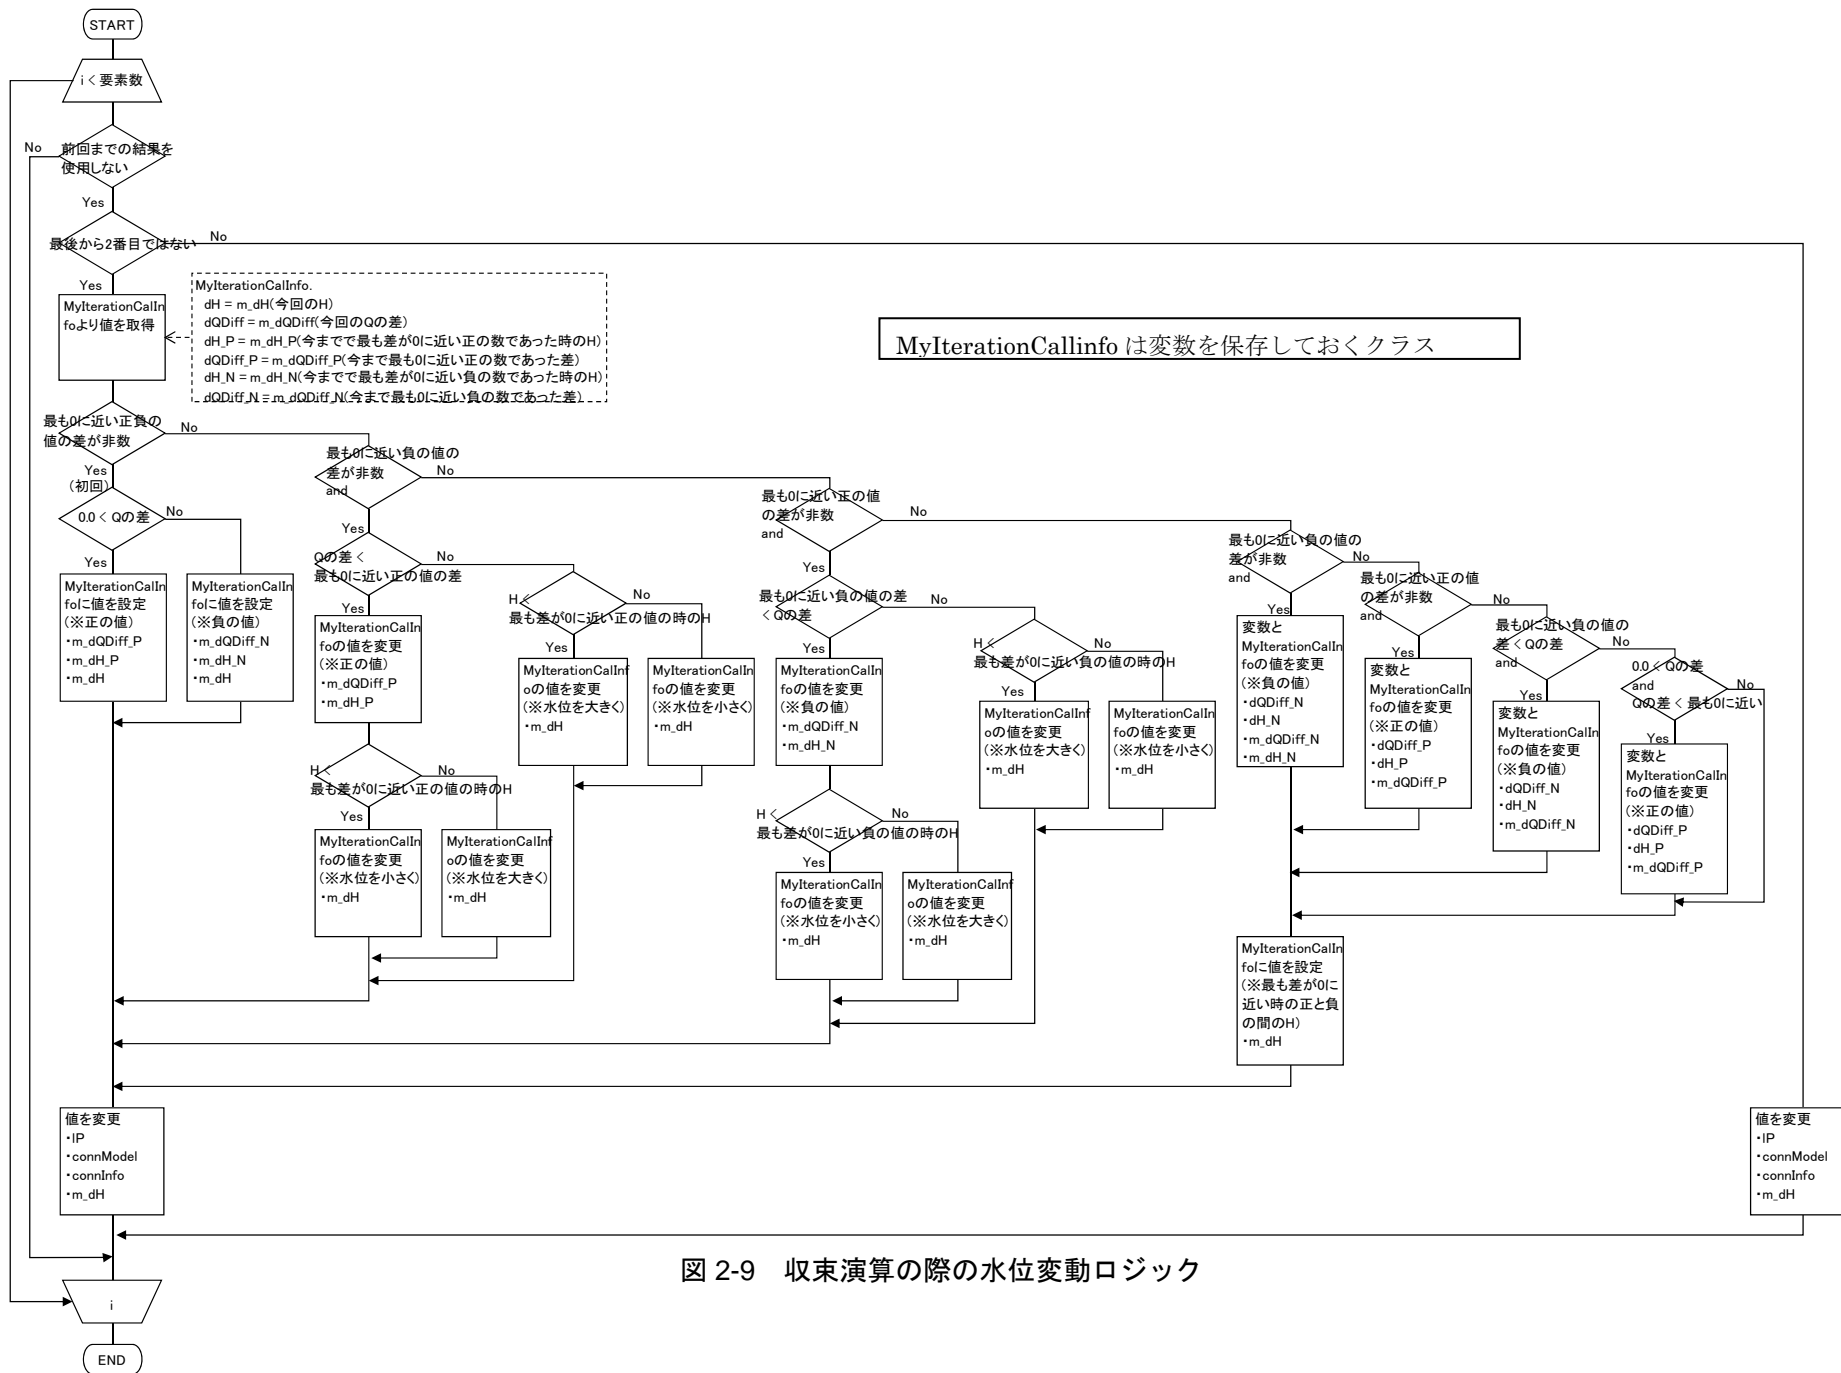 START
i < 要素数
前回までの結果を
使用しない
No
Yes
最後から2番目ではない
No
Yes
MyIterationCalIn
foより値を取得
MyIterationCalInfo.
dH = m_dH(今回のH)
dQDiff = m_dQDiff(今回のQの差)
dH_P = m_dH_P(今までで最も差が0に近い正の数であった時のH)
dQDiff_P = m_dQDiff_P(今まで最も0に近い正の数であった差)
dH_N = m_dH_N(今までで最も差が0に近い負の数であった時のH)
dQDiff_N = m_dQDiff_N(今まで最も0に近い負の数であった差)
MyIterationCallinfo は変数を保存しておくクラス
最も0に近い正負の
値の差が非数
No
Yes
(初回)
0.0 < Qの差
No
Yes
MyIterationCalIn
foに値を設定
(※正の値)
・m_dQDiff_P
・m_dH_P
・m_dH
MyIterationCalIn
foに値を設定
(※負の値)
・m_dQDiff_N
・m_dH_N
・m_dH
最も0に近い負の値の
差が非数
and
No
Yes
Qの差 <
最も0に近い正の値の差
No
Yes
MyIterationCalIn
foの値を変更
(※正の値)
・m_dQDiff_P
・m_dH_P
H <
最も差が0に近い正の値の時のH
No
Yes
MyIterationCalIn
foの値を変更
(※水位を小さく)
・m_dH
MyIterationCalInf
oの値を変更
(※水位を大きく)
・m_dH
H <
最も差が0に近い正の値の時のH
No
Yes
MyIterationCalInf
oの値を変更
(※水位を大きく)
・m_dH
MyIterationCalIn
foの値を変更
(※水位を小さく)
・m_dH
最も0に近い正の値
の差が非数
and
No
Yes
最も0に近い負の値の差
< Qの差
No
Yes
MyIterationCalIn
foの値を変更
(※負の値)
・m_dQDiff_N
・m_dH_N
H <
最も差が0に近い負の値の時のH
No
Yes
MyIterationCalIn
foの値を変更
(※水位を小さく)
・m_dH
MyIterationCalInf
oの値を変更
(※水位を大きく)
・m_dH
H <
最も差が0に近い負の値の時のH
No
Yes
MyIterationCalInf
oの値を変更
(※水位を大きく)
・m_dH
MyIterationCalIn
foの値を変更
(※水位を小さく)
・m_dH
最も0に近い負の値の
差が非数
and
No
Yes
変数と
MyIterationCalIn
foの値を変更
(※負の値)
・dQDiff_N
・dH_N
・m_dQDiff_N
・m_dH_N
最も0に近い正の値
の差が非数
and
No
Yes
変数と
MyIterationCalIn
foの値を変更
(※正の値)
・dQDiff_P
・dH_P
・m_dQDiff_P
最も0に近い負の値の
差 < Qの差
and
No
Yes
変数と
MyIterationCalIn
foの値を変更
(※負の値)
・dQDiff_N
・dH_N
・m_dQDiff_N
0.0 < Qの差
and
Qの差 < 最も0に近い
No
Yes
変数と
MyIterationCalIn
foの値を変更
(※正の値)
・dQDiff_P
・dH_P
・m_dQDiff_P
MyIterationCalIn
foに値を設定
(※最も差が0に
近い時の正と負
の間のH)
・m_dH
値を変更
・IP
・connModel
・connInfo
・m_dH
値を変更
・IP
・connModel
・connInfo
・m_dH
図 2-9 収束演算の際の水位変動ロジック
i
END